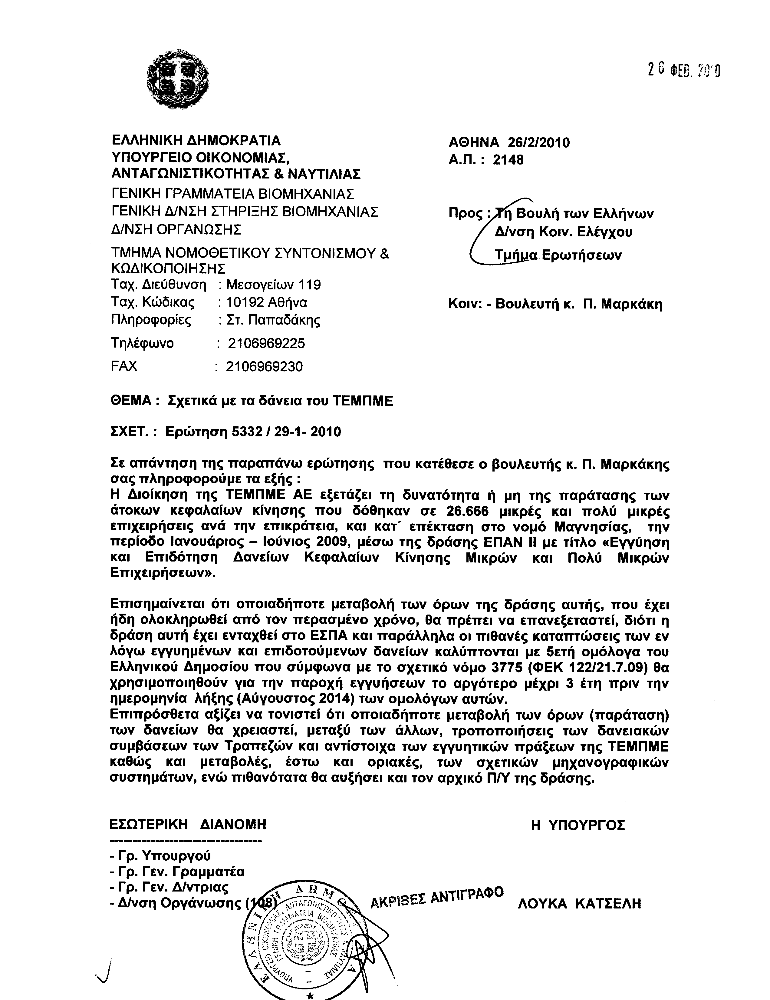 26 ΦΕΒ. 2010
ΕΛΛΗΝΙΚΗ ΔΗΜΟΚΡΑΤΙΑ
ΥΠΟΥΡΓΕΙΟ ΟΙΚΟΝΟΜΙΑΣ,
ΑΝΤΑΓΩΝΙΣΤΙΚΟΤΗΤΑΣ & ΝΑΥΤΙΛΙΑΣ
ΓΕΝΙΚΗ ΓΡΑΜΜΑΤΕΙΑ ΒΙΟΜΗΧΑΝΙΑΣ
ΓΕΝΙΚΗ Δ/ΝΣΗ ΣΤΗΡΙΞΗΣ ΒΙΟΜΗΧΑΝΙΑΣ
Δ/ΝΣΗ ΟΡΓΑΝΩΣΗΣ
ΤΜΗΜΑ ΝΟΜΟΘΕΤΙΚΟΥ ΣΥΝΤΟΝΙΣΜΟΥ &
ΚΩΔΙΚΟΠΟΙΗΣΗΣ
Ταχ. Διεύθυνση : Μεσογείων 119
Ταχ. Κώδικας : 10192 Αθήνα
Πληροφορίες : Στ. Παπαδάκης
Τηλέφωνο : 2106969225
FAX : 2106969230
ΑΘΗΝΑ 26/2/2010
Α.Π. : 2148
Προς : Τη Βουλή των Ελλήνων
Δ/νση Κοιν. Ελέγχου
Τμήμα Ερωτήσεων
Κοιν: - Βουλευτή κ. Π. Μαρκάκη
ΘΕΜΑ : Σχετικά με τα δάνεια του ΤΕΜΠΜΕ
ΣΧΕΤ. : Ερώτηση 5332 / 29-1- 2010
Σε απάντηση της παραπάνω ερώτησης που κατέθεσε ο βουλευτής κ. Π. Μαρκάκης
σας πληροφορούμε τα εξής :
Η Διοίκηση της ΤΕΜΠΜΕ ΑΕ εξετάζει τη δυνατότητα ή μη της παράτασης των
άτοκων κεφαλαίων κίνησης που δόθηκαν σε 26.666 μικρές και πολύ μικρές
επιχειρήσεις ανά την επικράτεια, και κατ΄ επέκταση στο νομό Μαγνησίας, την
περίοδο Ιανουάριος – Ιούνιος 2009, μέσω της δράσης ΕΠΑΝ ΙΙ με τίτλο «Εγγύηση
και Επιδότηση Δανείων Κεφαλαίων Κίνησης Μικρών και Πολύ Μικρών
Επιχειρήσεων».
Επισημαίνεται ότι οποιαδήποτε μεταβολή των όρων της δράσης αυτής, που έχει
ήδη ολοκληρωθεί από τον περασμένο χρόνο, θα πρέπει να επανεξεταστεί, διότι η
δράση αυτή έχει ενταχθεί στο ΕΣΠΑ και παράλληλα οι πιθανές καταπτώσεις των εν
λόγω εγγυημένων και επιδοτούμενων δανείων καλύπτονται με 5ετή ομόλογα του
Ελληνικού Δημοσίου που σύμφωνα με το σχετικό νόμο 3775 (ΦΕΚ 122/21.7.09) θα
χρησιμοποιηθούν για την παροχή εγγυήσεων το αργότερο μέχρι 3 έτη πριν την
ημερομηνία λήξης (Αύγουστος 2014) των ομολόγων αυτών.
Επιπρόσθετα αξίζει να τονιστεί ότι οποιαδήποτε μεταβολή των όρων (παράταση)
των δανείων θα χρειαστεί, μεταξύ των άλλων, τροποποιήσεις των δανειακών
συμβάσεων των Τραπεζών και αντίστοιχα των εγγυητικών πράξεων της ΤΕΜΠΜΕ
καθώς και μεταβολές, έστω και οριακές, των σχετικών μηχανογραφικών
συστημάτων, ενώ πιθανότατα θα αυξήσει και τον αρχικό Π/Υ της δράσης.
ΕΣΩΤΕΡΙΚΗ ΔΙΑΝΟΜΗ
---------------------------------
- Γρ. Υπουργού
- Γρ. Γεν. Γραμματέα
- Γρ. Γεν. Δ/ντριας
- Δ/νση Οργάνωσης (108)
Η ΥΠΟΥΡΓΟΣ
ΑΚΡΙΒΕΣ ΑΝΤΙΓΡΑΦΟ
ΛΟΥΚΑ ΚΑΤΣΕΛΗ
ΕΛΛΗΝΙΚΗ ΔΗΜΟΚΡΑΤΙΑ
ΥΠΟΥΡΓΕΙΟ ΟΙΚΟΝΟΜΙΑΣ, ΑΝΤΑΓΩΝΙΣΤΙΚΟΤΗΤΑΣ & ΝΑΥΤΙΛΙΑΣ
ΓΕΝΙΚΗ ΓΡΑΜΜΑΤΕΙΑ ΒΙΟΜΗΧΑΝΙΑΣ